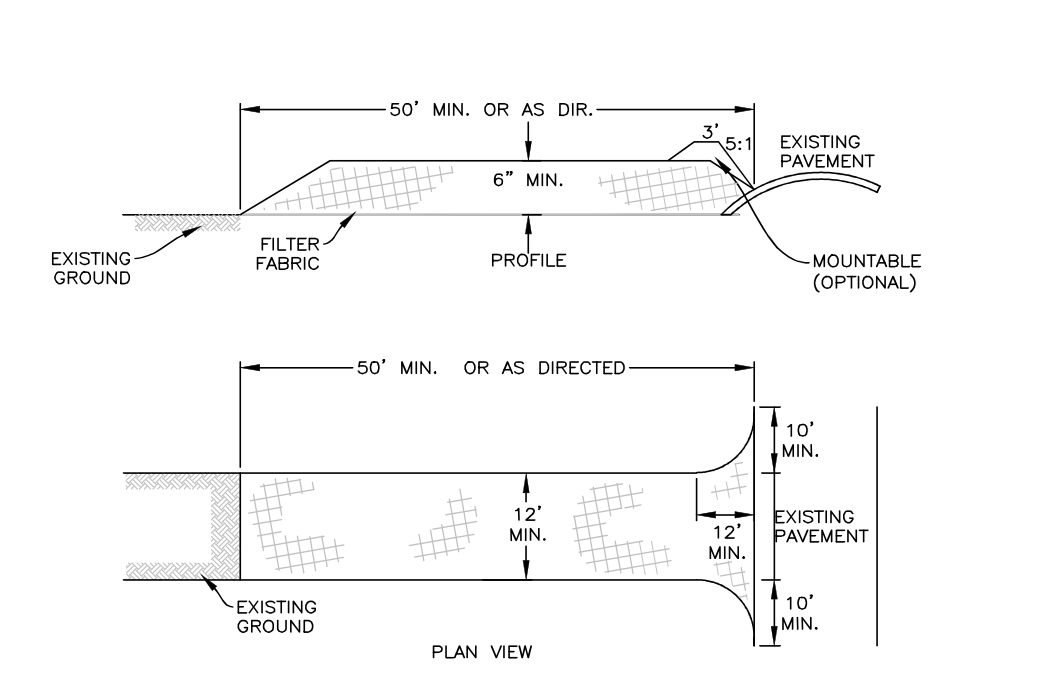 50' MIN. OR AS DIR.
3'
5:1
EXISTING
PAVEMENT
6" MIN.
EXISTING
GROUND
FILTER
FABRIC
PROFILE
MOUNTABLE
(OPTIONAL)
50' MIN. OR AS DIRECTED
10'
MIN.
12'
MIN.
12'
MIN.
EXISTING
PAVEMENT
EXISTING
GROUND
10'
MIN.
PLAN VIEW